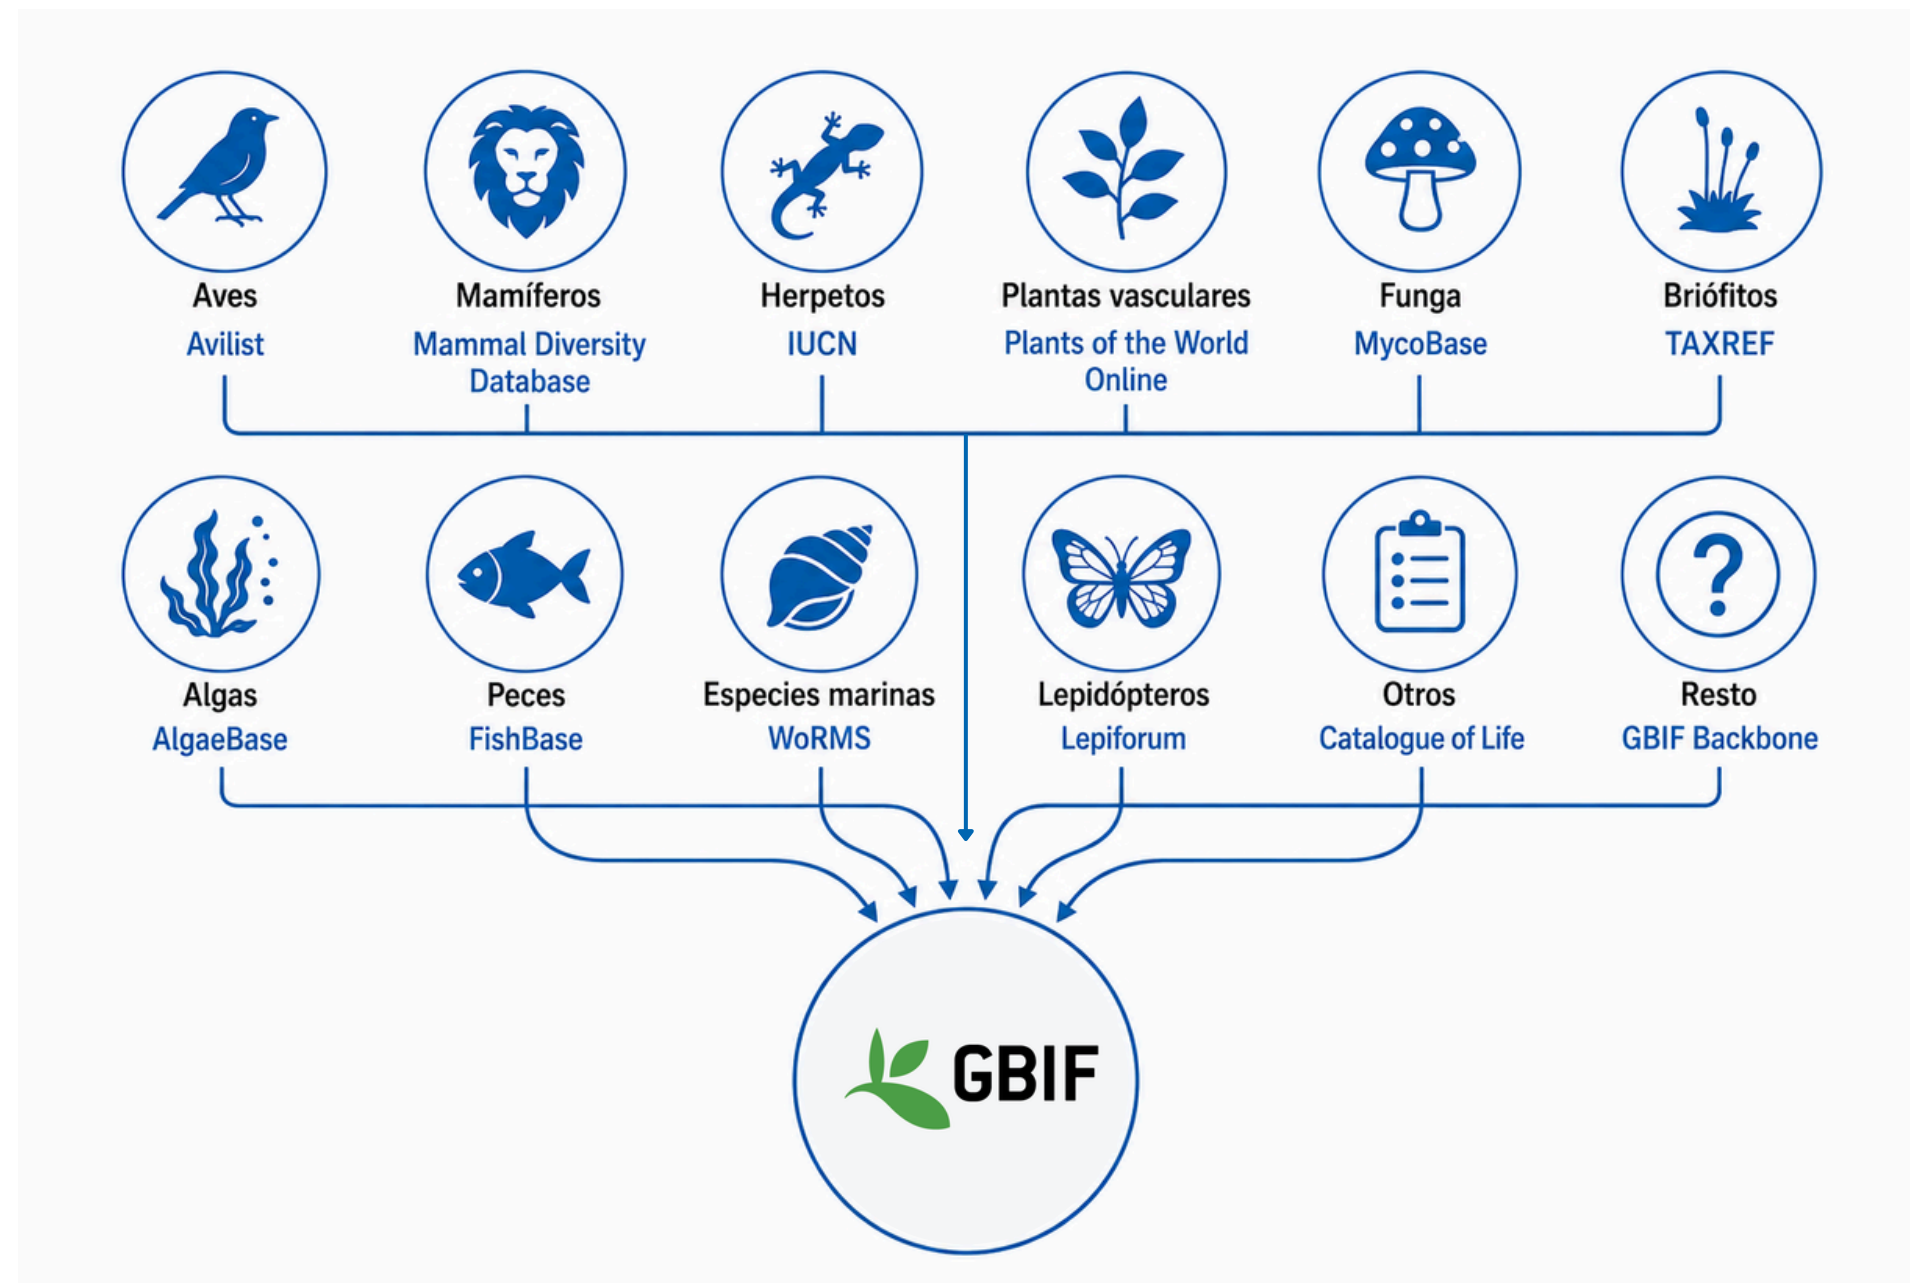 Aves
Avilist
Mamíferos
Mammal Diversity
Database
Herpetos
IUCN
Plantas vasculares
Plants of the World
Online
Funga
MycoBase
Briófitos
TAXREF
Algas
AlgaeBase
Peces
FishBase
Especies marinas
WoRMS
Lepidópteros
Lepiforum
Otros
Catalogue of Life
?
Resto
GBIF Backbone
GBIF